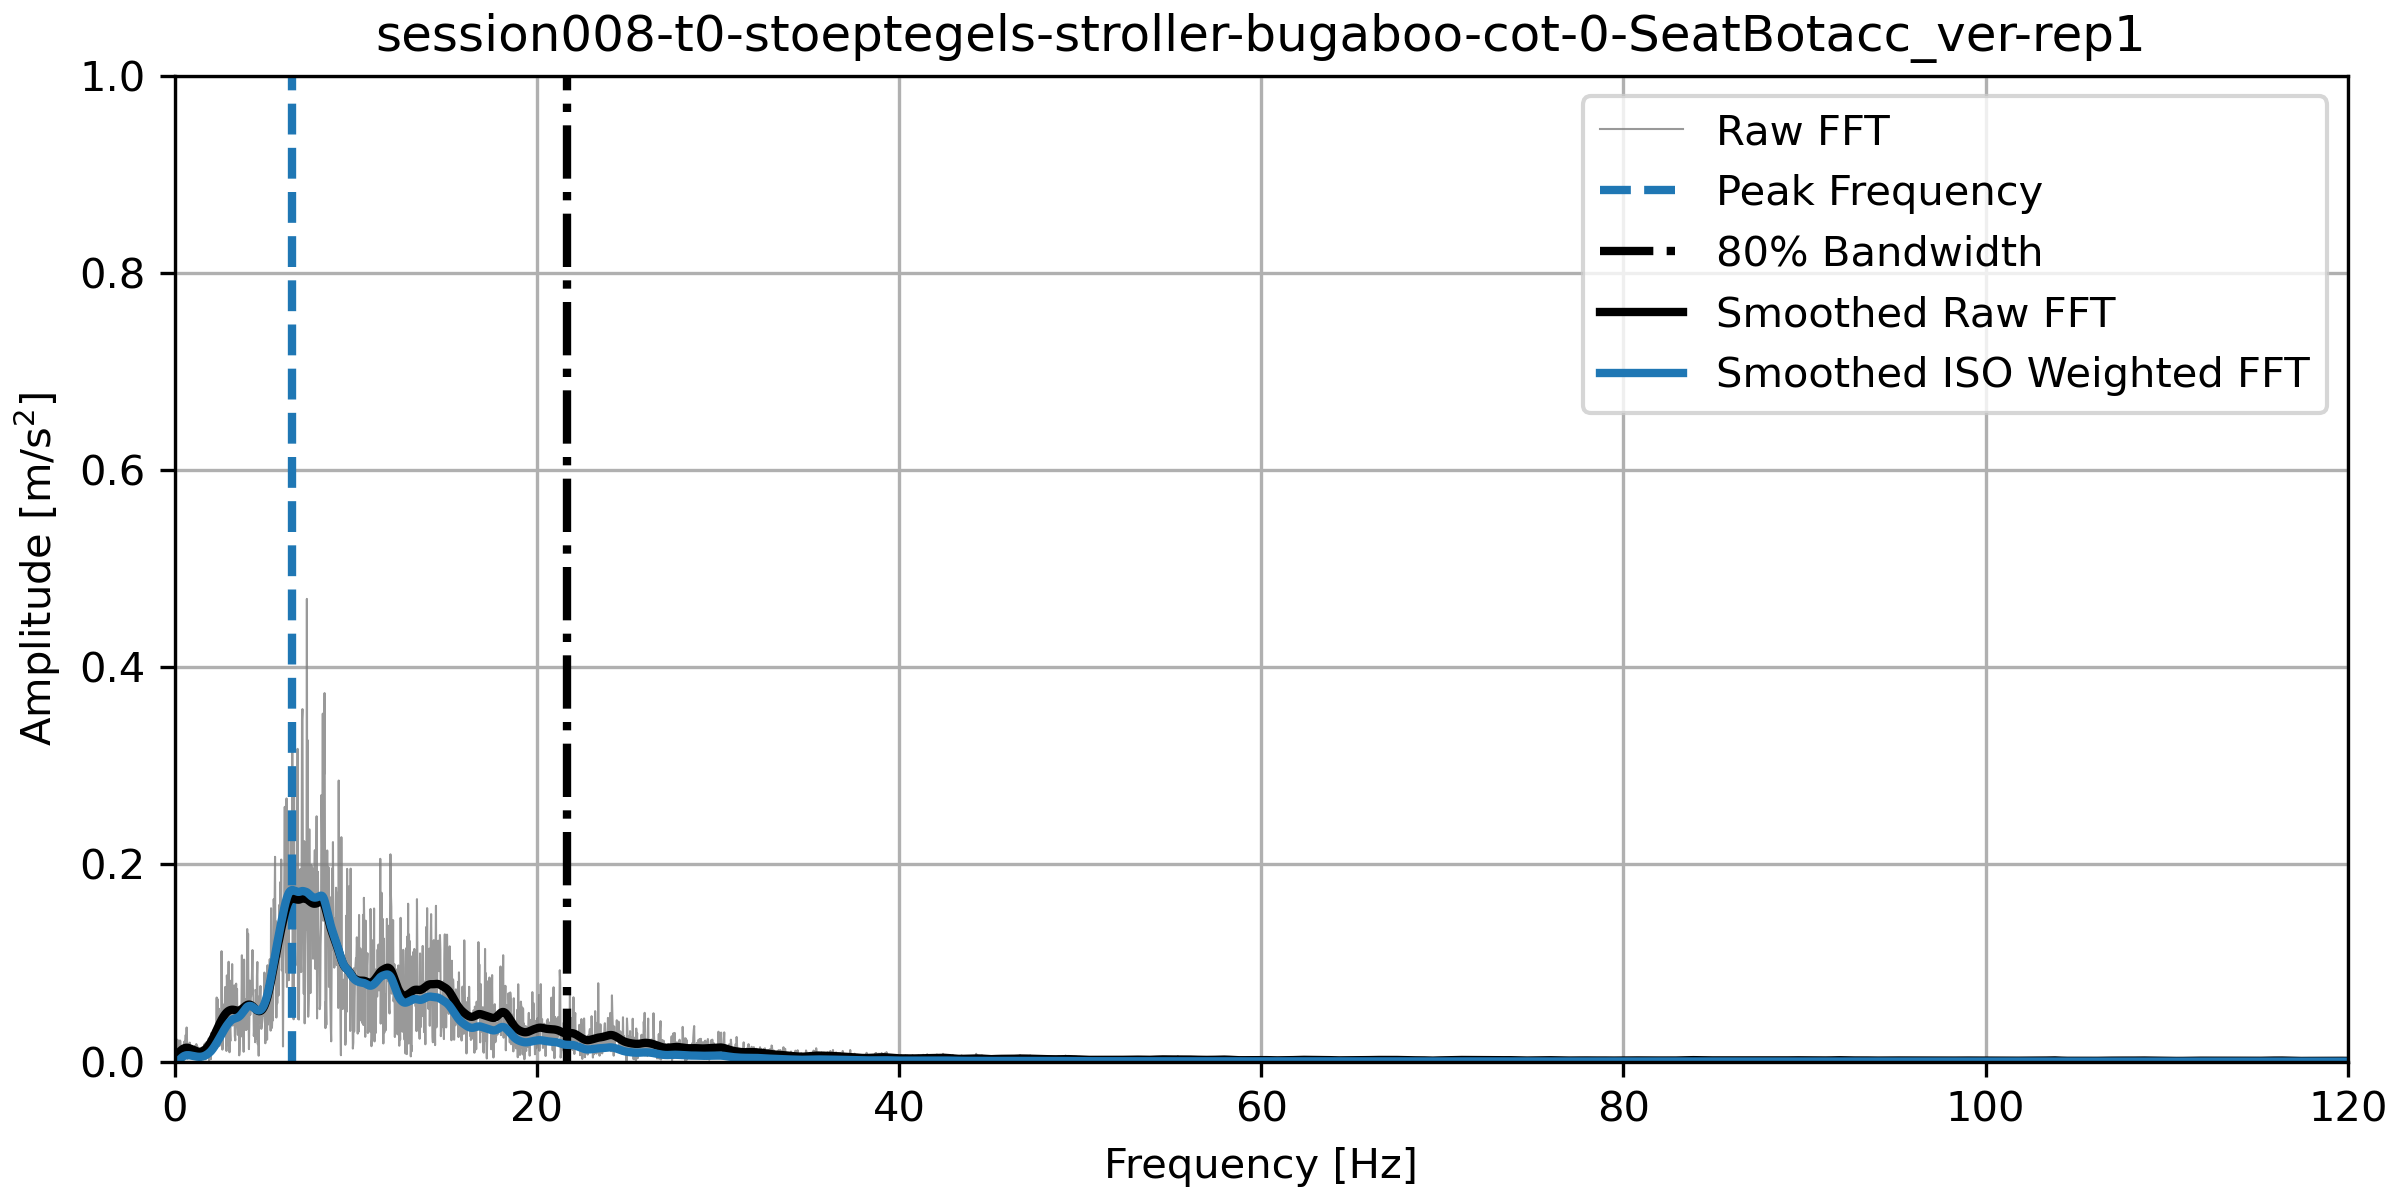 session008-t0-stoeptegels-stroller-bugaboo-cot-0-SeatBotacc_ver-rep1
1.0
0.8
0.6
0.4
0.2
0.0
Amplitude [m/s²]
Raw FFT
Peak Frequency
80% Bandwidth
Smoothed Raw FFT
Smoothed ISO Weighted FFT
0 20 40 60 80 100 120
Frequency [Hz]